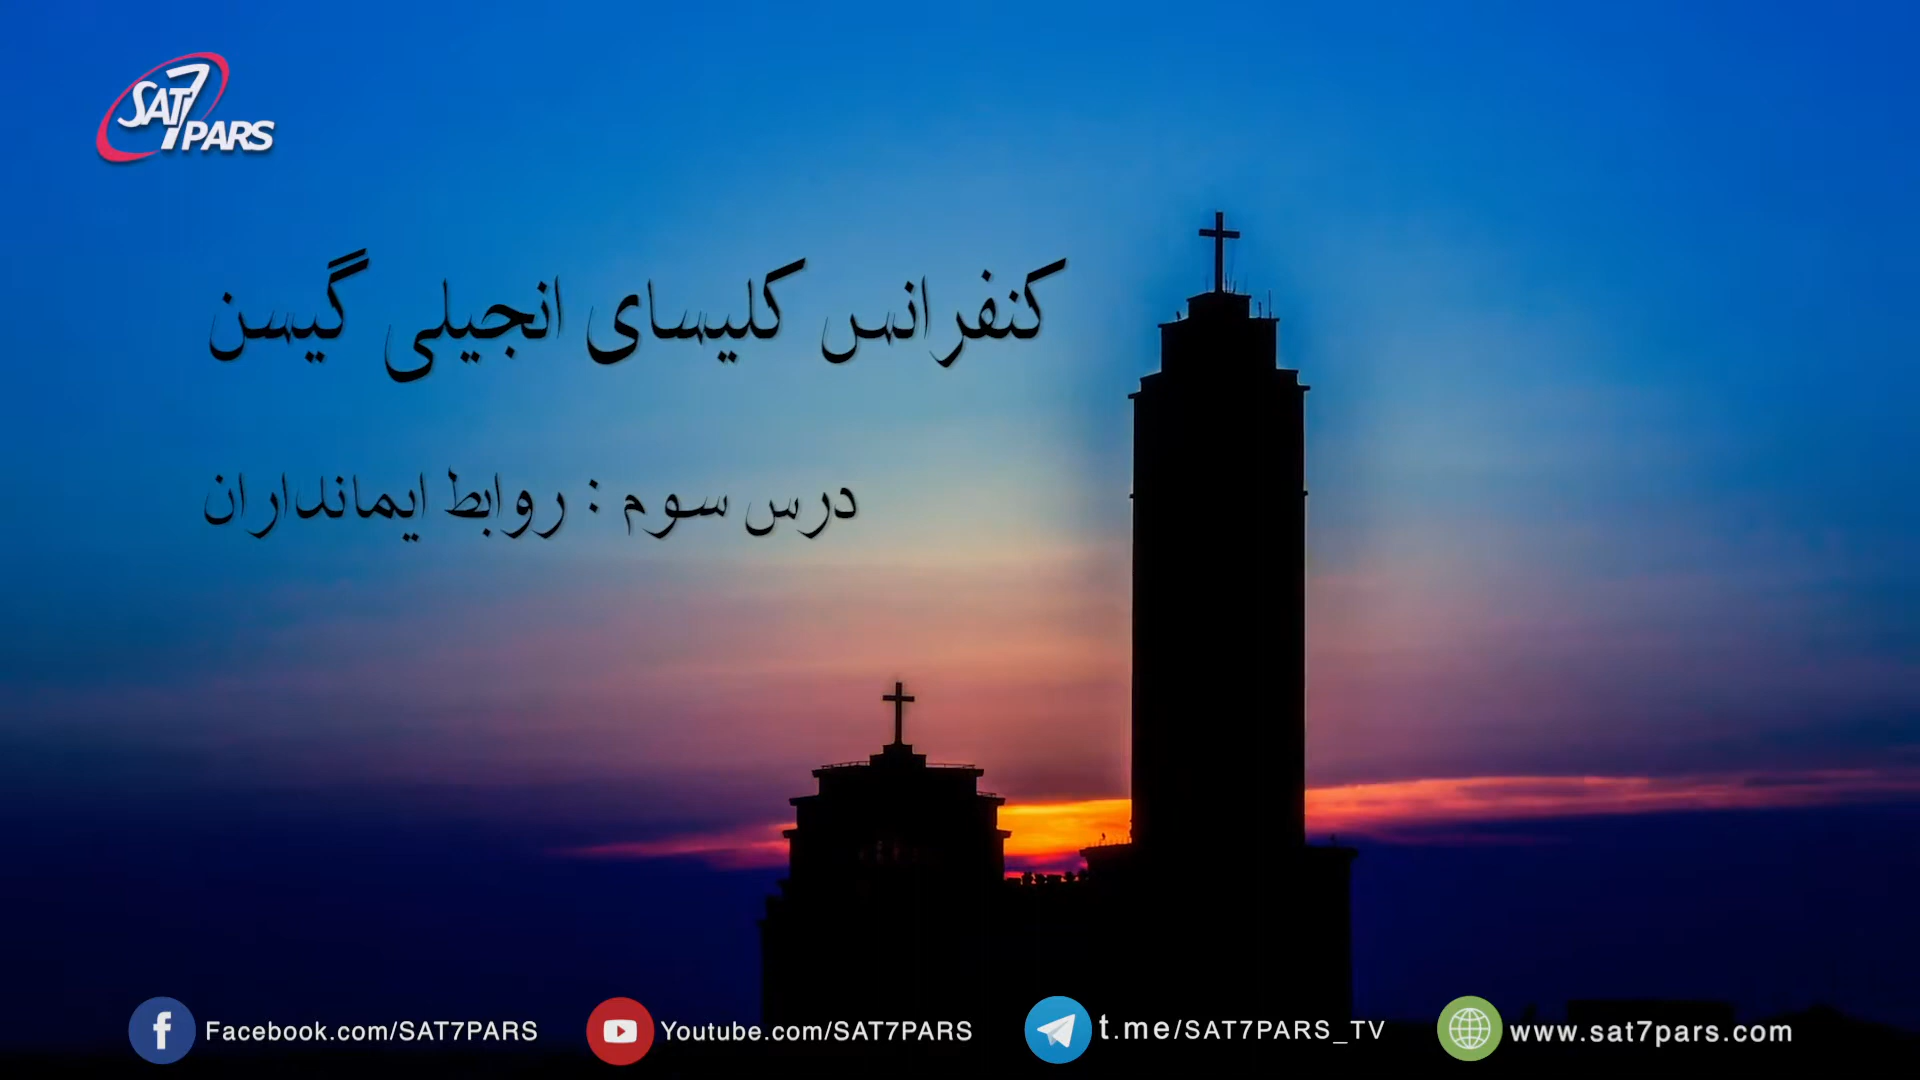 SAT7 PARS
کنفرانس کلیسای انجیلی گیسن
درس سوم : روابط ایمانداران
Facebook.com/SAT7PARS
Youtube.com/SAT7PARS
t.me/SAT7PARS_TV
www.sat7pars.com